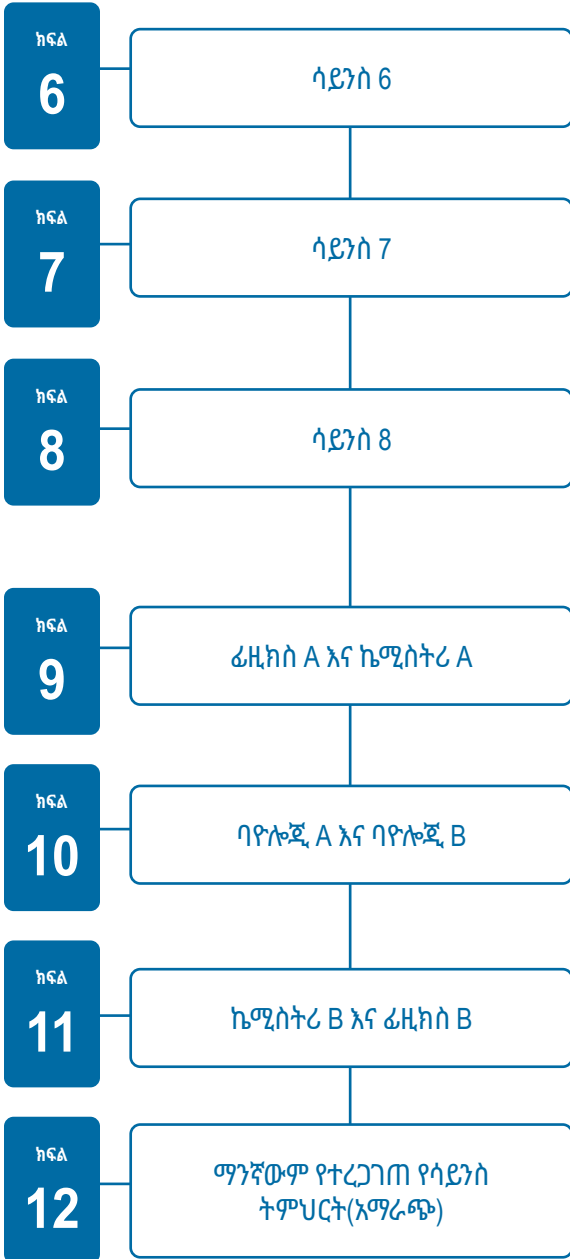 ክፍል
6
ሳይንስ 6
ክፍል
7
ሳይንስ 7
ክፍል
8
ሳይንስ 8
ክፍል
9
ፊዚክስ A እና ኬሚስትሪ A
ክፍል
10
ባዮሎጂ A እና ባዮሎጂ B
ክፍል
11
ኬሚስትሪ B እና ፊዚክስ B
ክፍል
12
ማንኛውም የተረጋገጠ የሳይንስ
ትምህርት(አማራጭ)